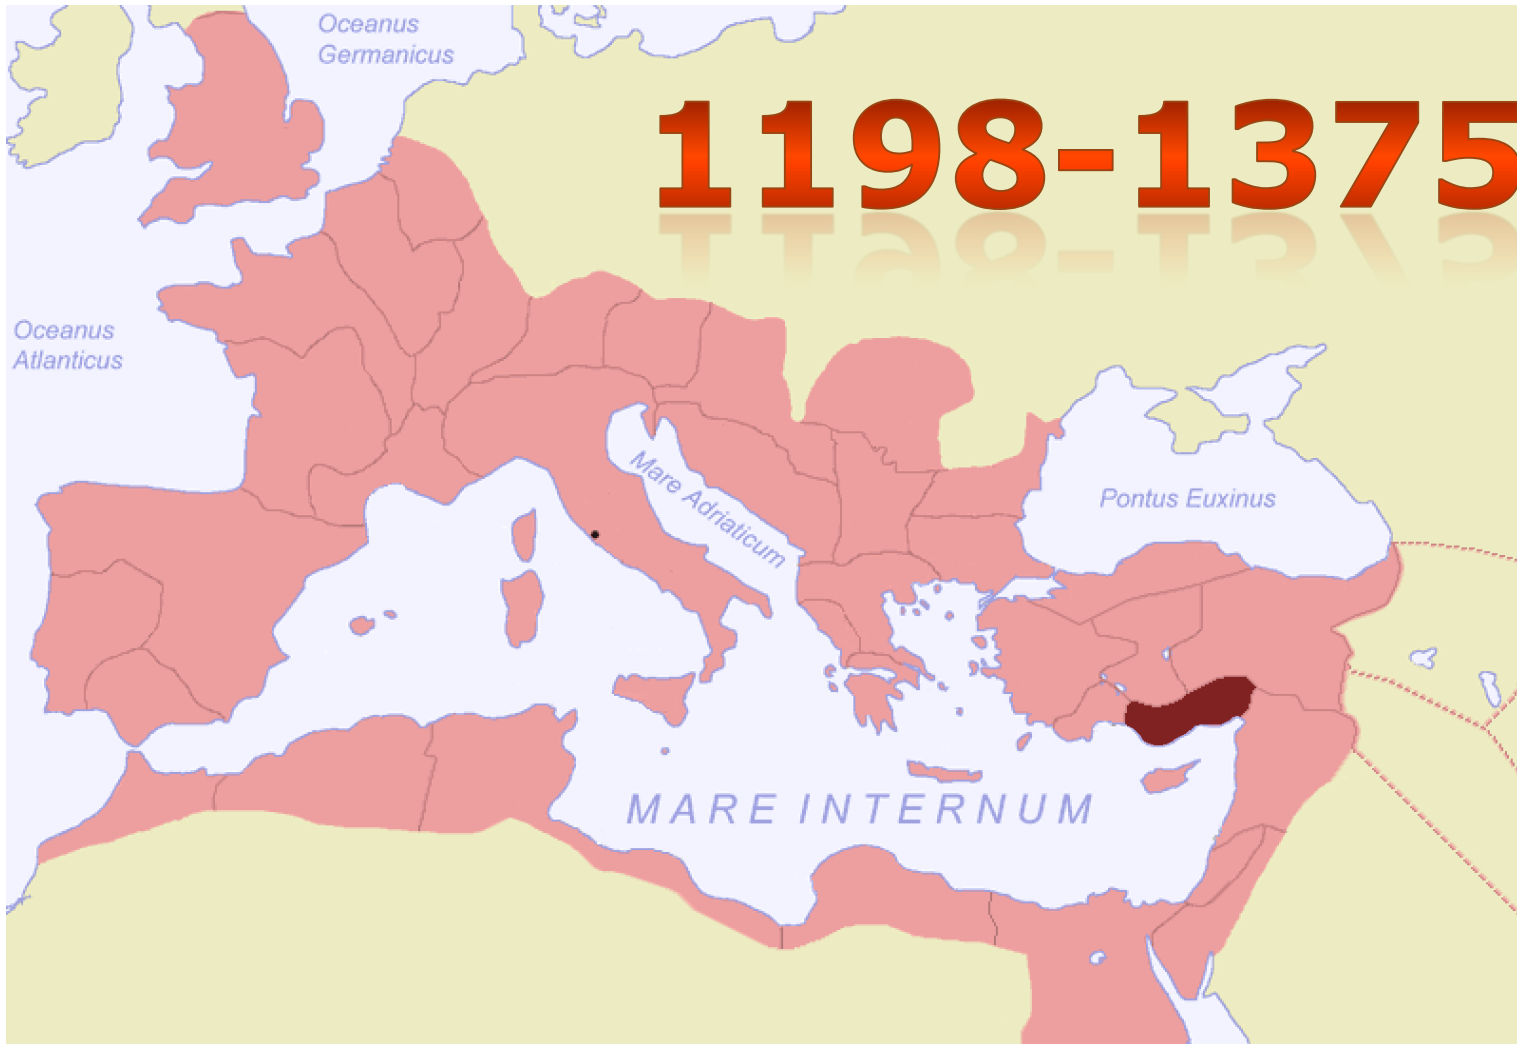 Oceanus
Germanicus
1198-1375
Oceanus
Atlanticus
Mare Adriaticum
Pontus Euxinus
MARE INTERNUM